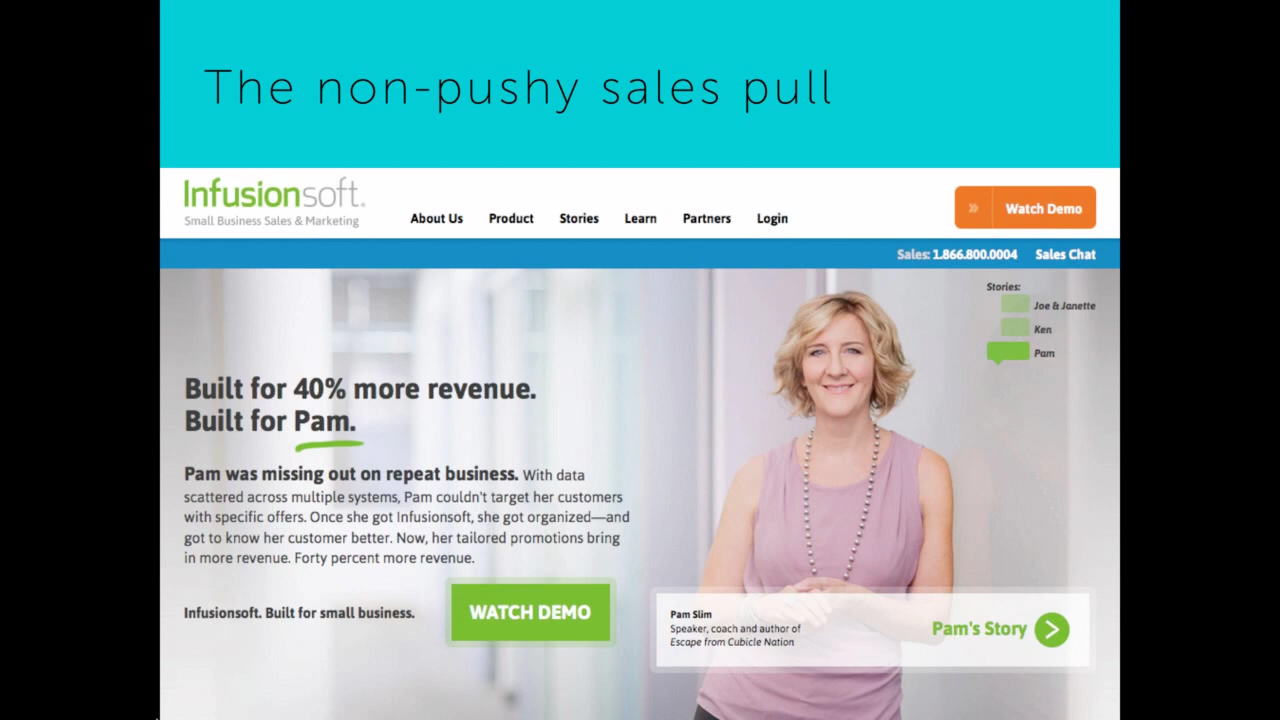 The non-pushy sales pull
Infusionsoft.
Small Business Sales & Marketing
About Us Product Stories Learn Partners Login
» Watch Demo
Sales: 1.866.800.0004 Sales Chat
Stories:
Joe & Janette
Ken
Pam
Built for 40% more revenue.
Built for Pam.
Pam was missing out on repeat business. With data
scattered across multiple systems, Pam couldn't target her customers
with specific offers. Once she got Infusionsoft, she got organized—and
got to know her customer better. Now, her tailored promotions bring
in more revenue. Forty percent more revenue.
Infusionsoft. Built for small business.
WATCH DEMO
Pam Slim
Speaker, coach and author of
Escape from Cubicle Nation
Pam's Story